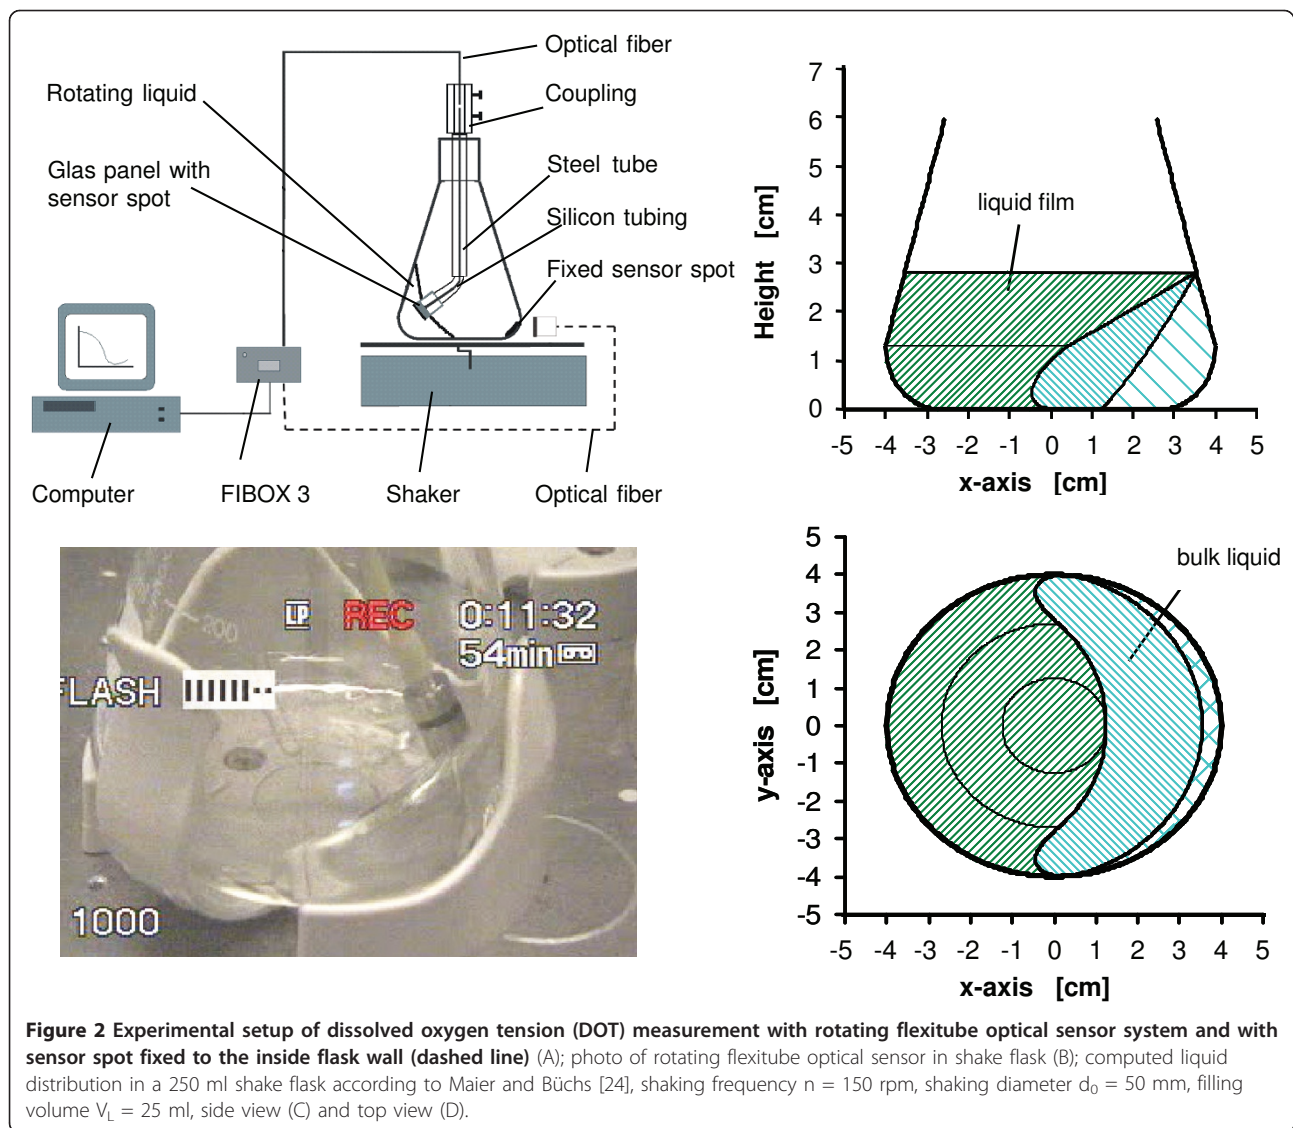 Optical fiber
Rotating liquid
Coupling
Glas panel with
sensor spot
Steel tube
Silicon tubing
Fixed sensor spot
Computer
FIBOX 3
Shaker
Optical fiber
7
6
5
4
3
2
1
0
Height [cm]
liquid film
-5 -4 -3 -2 -1 0 1 2 3 4 5
x-axis [cm]
LP REC 0:11:32
54min
200
FLASH
1000
5
4
3
2
1
0
-1
-2
-3
-4
-5
y-axis [cm]
bulk liquid
-5 -4 -3 -2 -1 0 1 2 3 4 5
x-axis [cm]
Figure 2 Experimental setup of dissolved oxygen tension (DOT) measurement with rotating flexitube optical sensor system and with
sensor spot fixed to the inside flask wall (dashed line) (A); photo of rotating flexitube optical sensor in shake flask (B); computed liquid
distribution in a 250 ml shake flask according to Maier and Büchs [24], shaking frequency n = 150 rpm, shaking diameter d₀ = 50 mm, filling
volume V_L = 25 ml, side view (C) and top view (D).